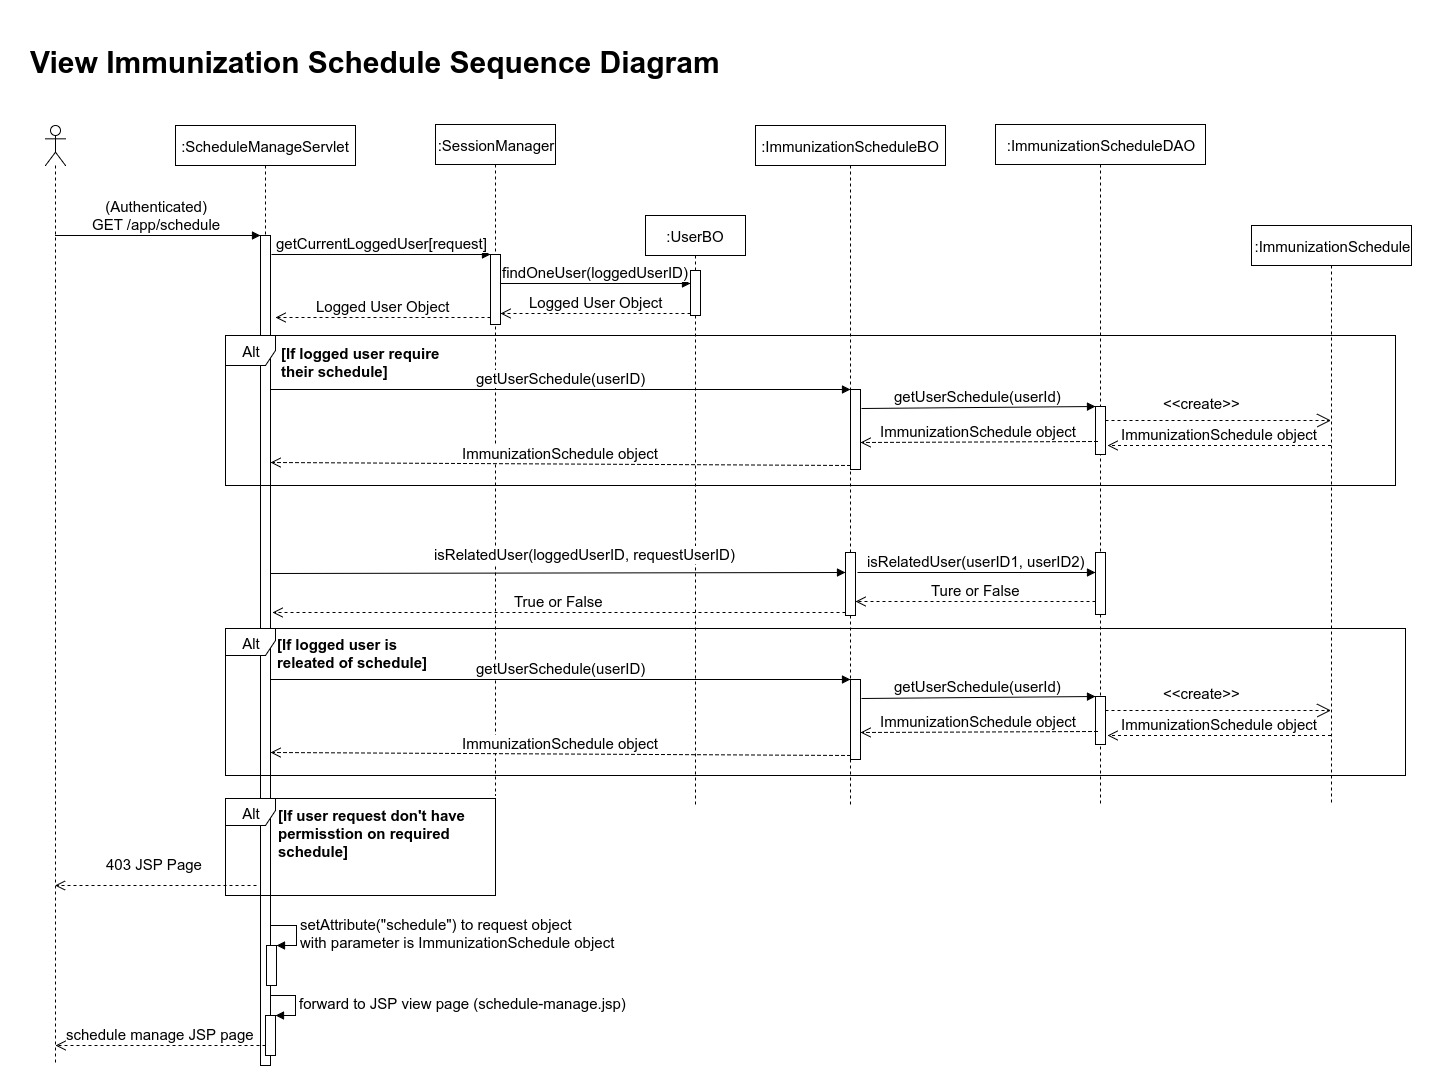 View Immunization Schedule Sequence Diagram
:ScheduleManageServlet
:SessionManager
:ImmunizationScheduleBO
:ImmunizationScheduleDAO
(Authenticated)
GET /app/schedule
:UserBO
:ImmunizationSchedule
getCurrentLoggedUser[request]
findOneUser(loggedUserID)
Logged User Object
Logged User Object
Alt
[If logged user require
their schedule]
getUserSchedule(userID)
getUserSchedule(userId)
<<create>>
ImmunizationSchedule object
ImmunizationSchedule object
ImmunizationSchedule object
isRelatedUser(loggedUserID, requestUserID)
isRelatedUser(userID1, userID2)
Ture or False
True or False
Alt
[If logged user is
releated of schedule]
getUserSchedule(userID)
getUserSchedule(userId)
<<create>>
ImmunizationSchedule object
ImmunizationSchedule object
ImmunizationSchedule object
Alt
[If user request don't have
permisstion on required
schedule]
403 JSP Page
setAttribute("schedule") to request object
with parameter is ImmunizationSchedule object
forward to JSP view page (schedule-manage.jsp)
schedule manage JSP page